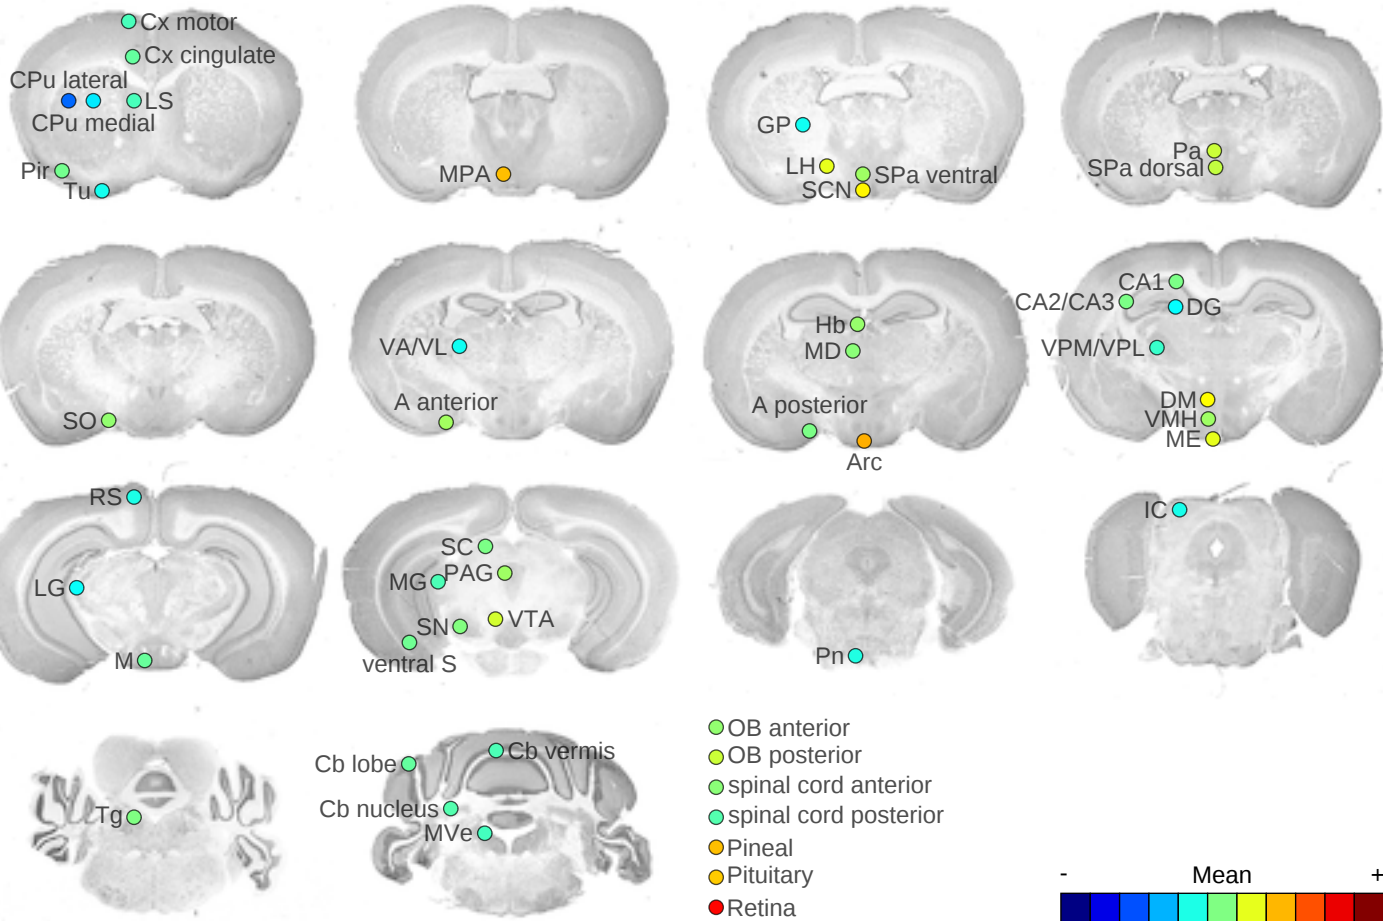 Cx motor
Cx cingulate
CPu lateral
LS
CPu medial
Pir
Tu
MPA
GP
LH
SPa ventral
SCN
Pa
SPa dorsal
SO
VA/VL
A anterior
Hb
MD
A posterior
Arc
CA1
CA2/CA3
DG
VPM/VPL
DM
VMH
ME
RS
LG
M
SC
MG
PAG
SN
VTA
ventral S
Pn
IC
Tg
Cb lobe
Cb vermis
Cb nucleus
MVe
OB anterior
OB posterior
spinal cord anterior
spinal cord posterior
Pineal
Pituitary
Retina
- Mean +